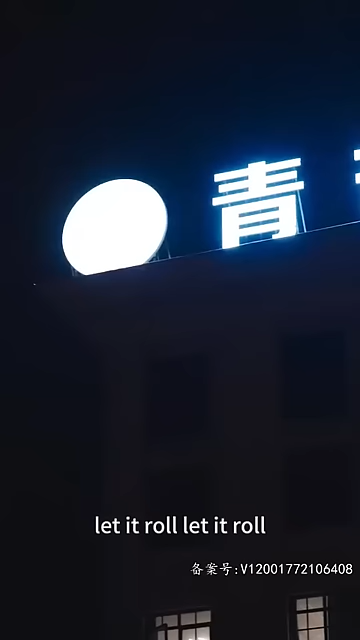 青
let it roll let it roll
备案号:V12001772106408